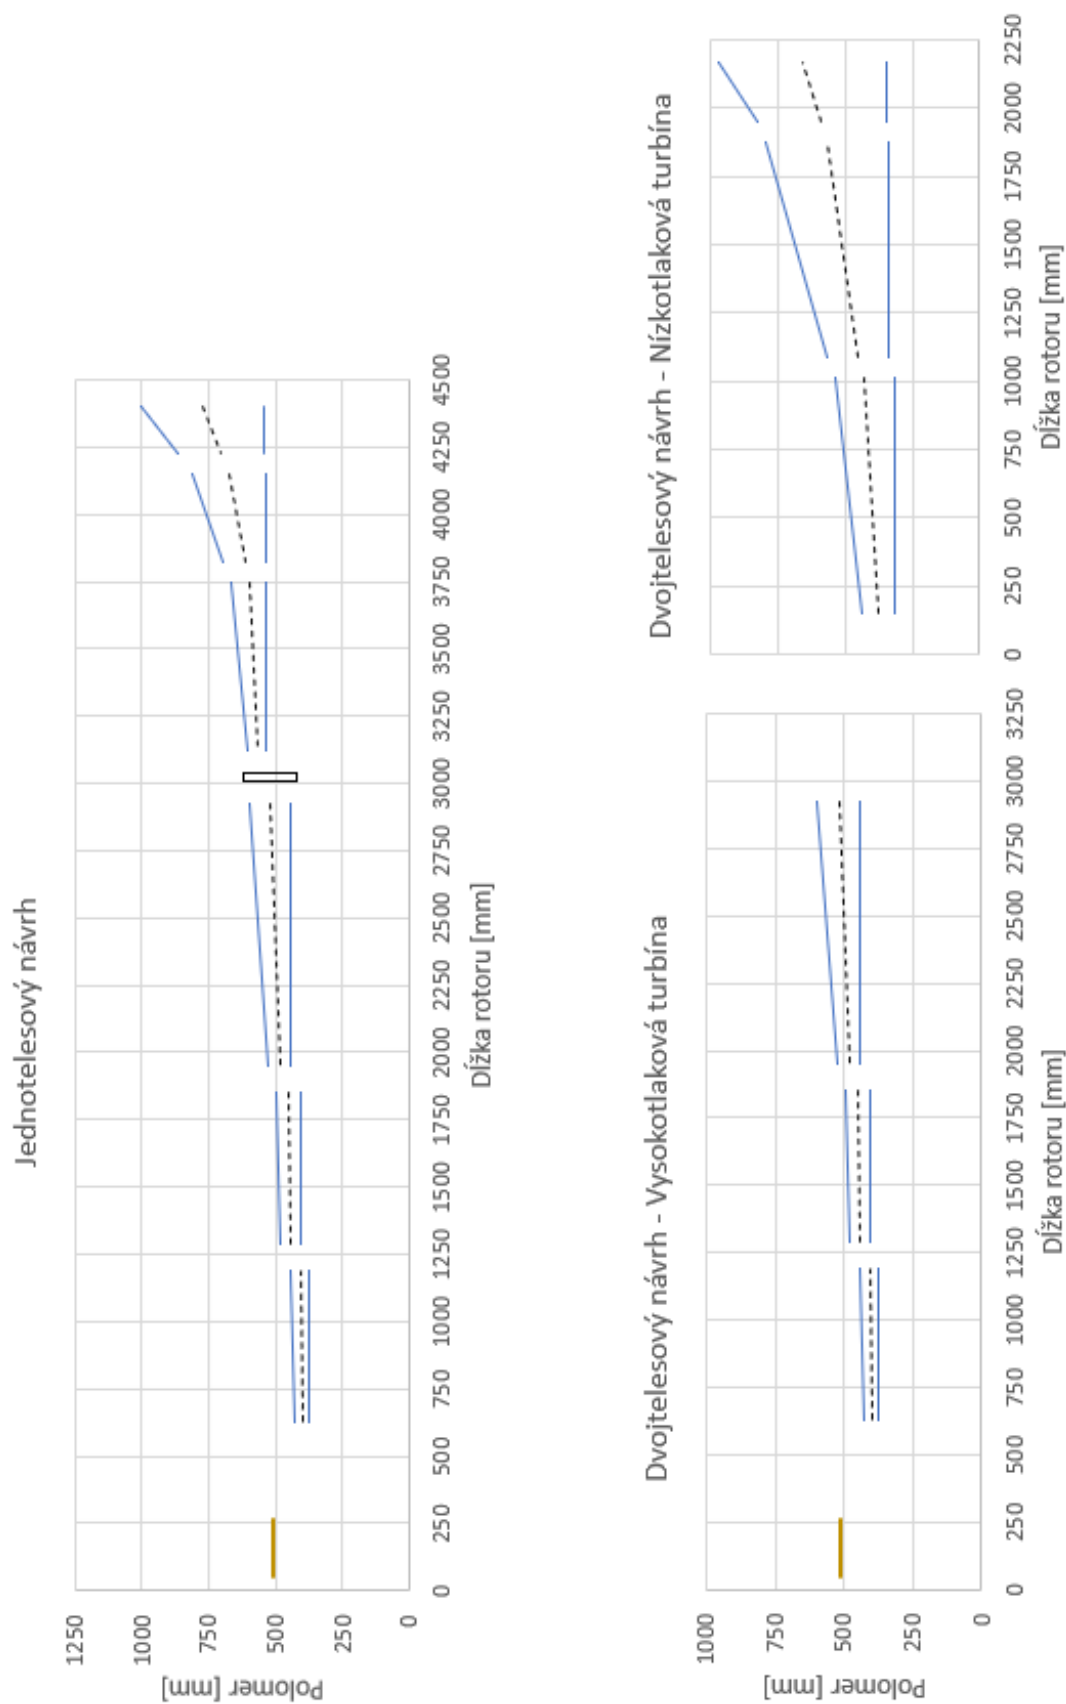 Jednotelesový návrh
Polomer [mm]
1250
1000
750
500
250
0
0 250 500 750 1000 1250 1500 1750 2000 2250 2500 2750 3000 3250 3500 3750 4000 4250 4500
Dĺžka rotoru [mm]
Dvojtelesový návrh - Vysokotlaková turbína
Polomer [mm]
1000
750
500
250
0
0 250 500 750 1000 1250 1500 1750 2000 2250 2500 2750 3000 3250
Dĺžka rotoru [mm]
Dvojtelesový návrh - Nízkotlaková turbína
0 250 500 750 1000 1250 1500 1750 2000 2250
Dĺžka rotoru [mm]